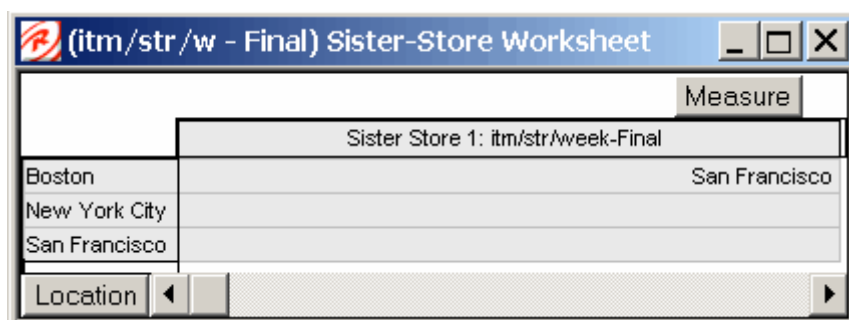 (itm/str/w - Final) Sister-Store Worksheet
Measure
Sister Store 1: itm/str/week-Final
Boston San Francisco
New York City
San Francisco
Location